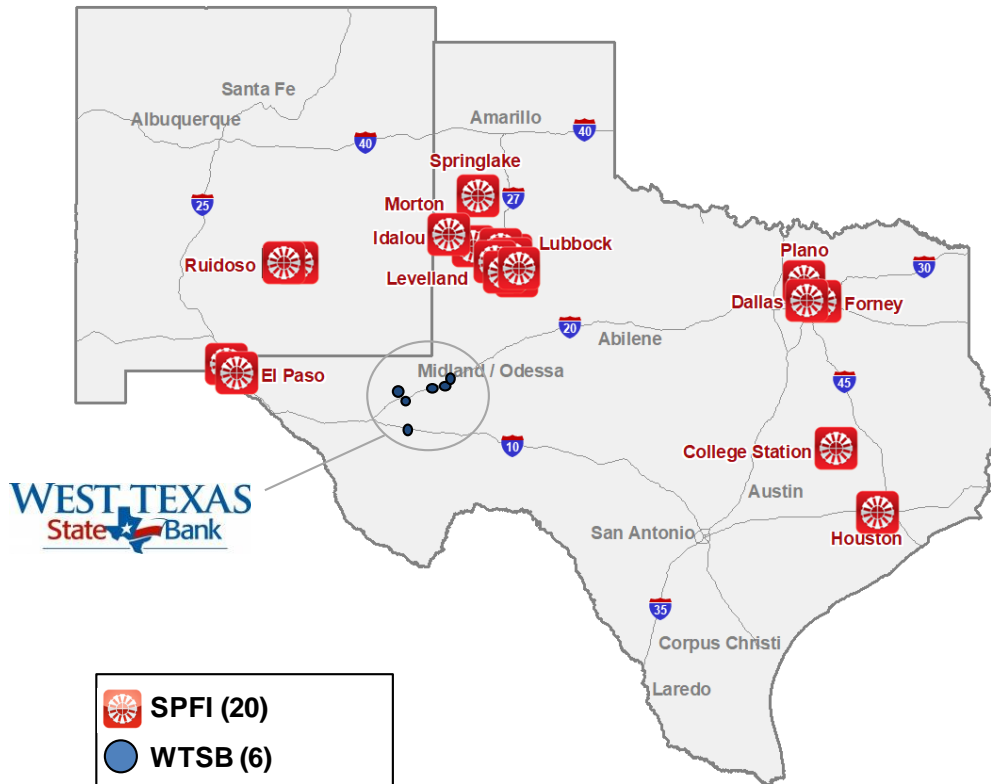 Santa Fe
Albuquerque
Amarillo
40
40
Springlake
25
27
Morton
Idalou
Lubbock
Ruidoso
Levelland
Plano
30
Dallas
Forney
20
Abilene
El Paso
Midland / Odessa
45
10
College Station
Austin
WEST TEXAS
State Bank
San Antonio
Houston
35
Corpus Christi
Laredo
SPFI (20)
WTSB (6)